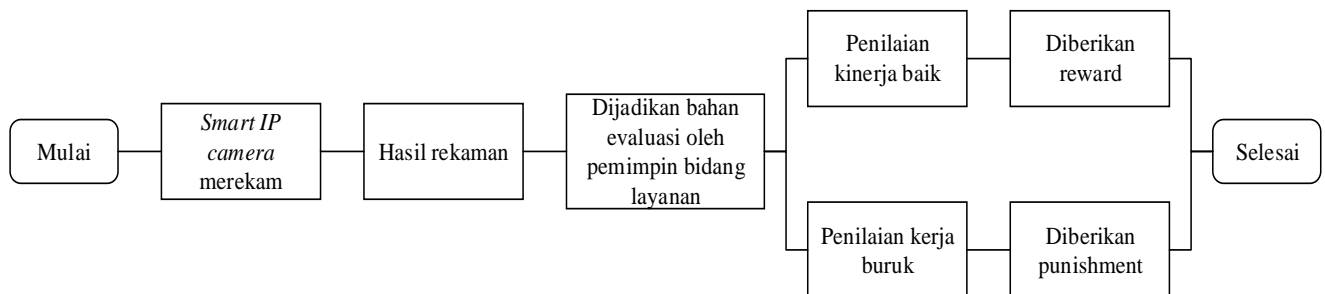 Mulai
Smart IP
camera
merekam
Hasil rekaman
Dijadikan bahan
evaluasi oleh
pemimpin bidang
layanan
Penilaian
kinerja baik
Diberikan
reward
Penilaian kerja
buruk
Diberikan
punishment
Selesai